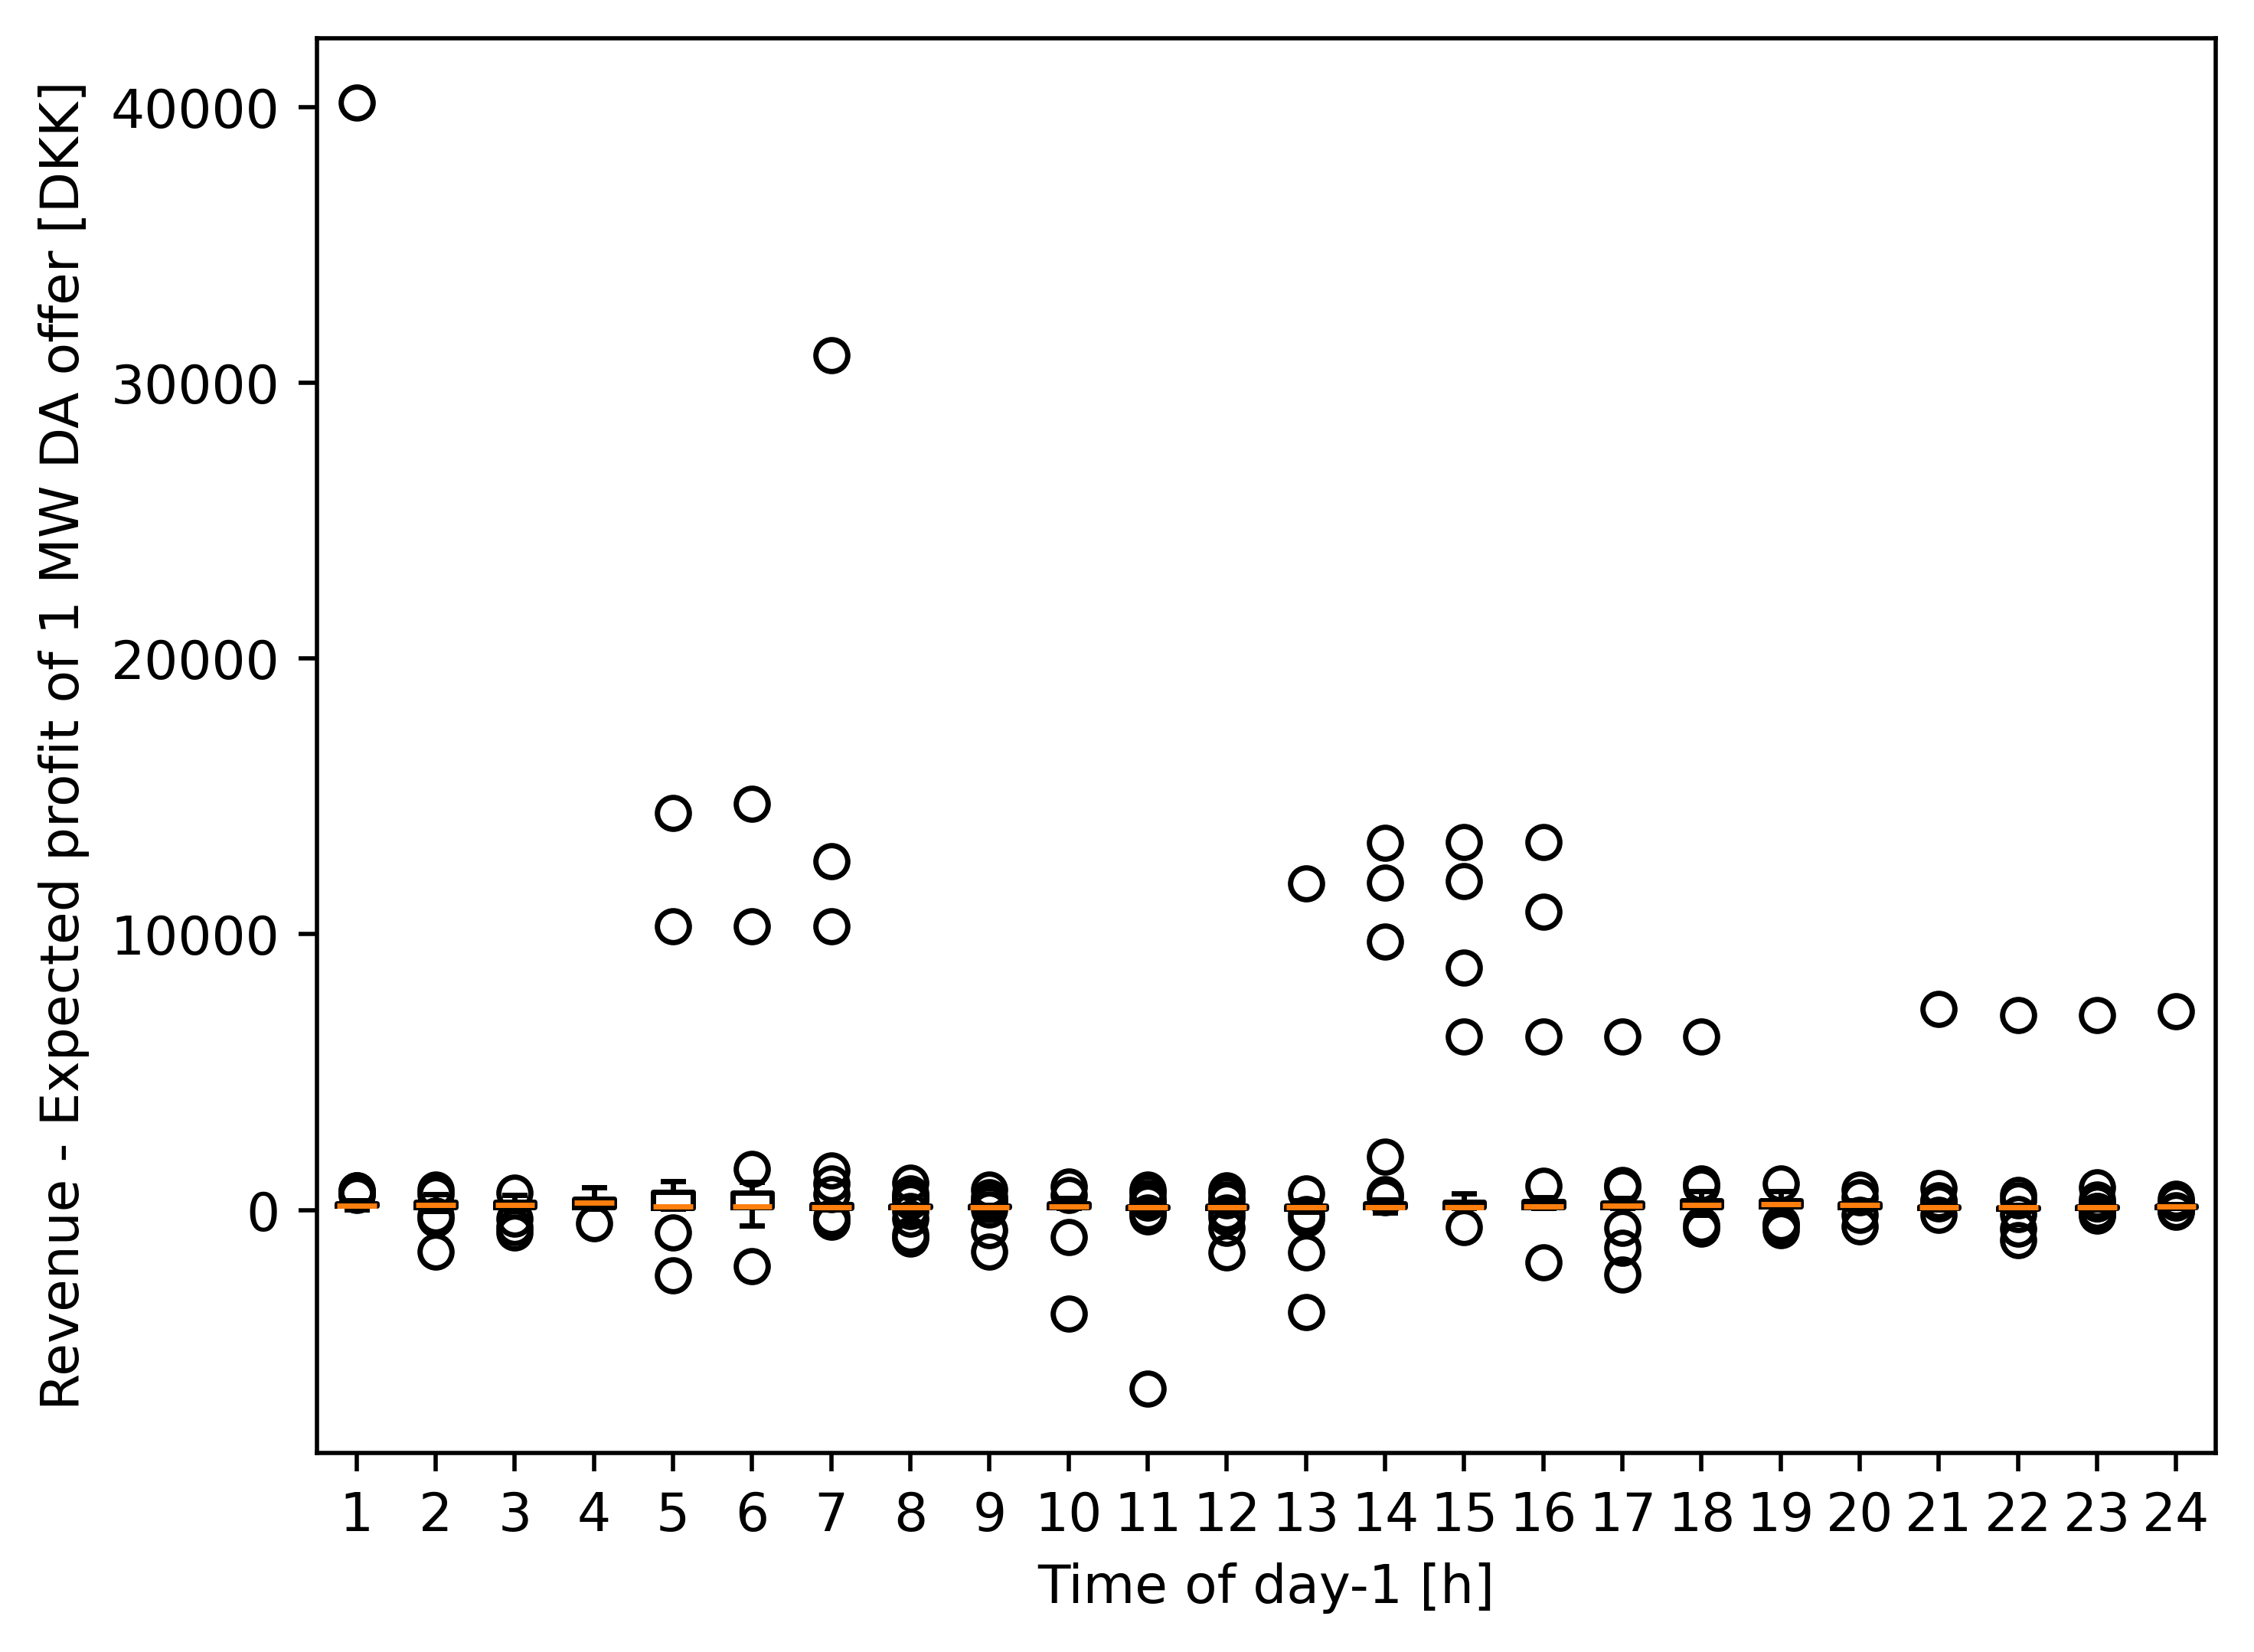 Revenue - Expected profit of 1 MW DA offer [DKK]
40000
30000
20000
10000
0
1 2 3 4 5 6 7 8 9 10 11 12 13 14 15 16 17 18 19 20 21 22 23 24
Time of day-1 [h]